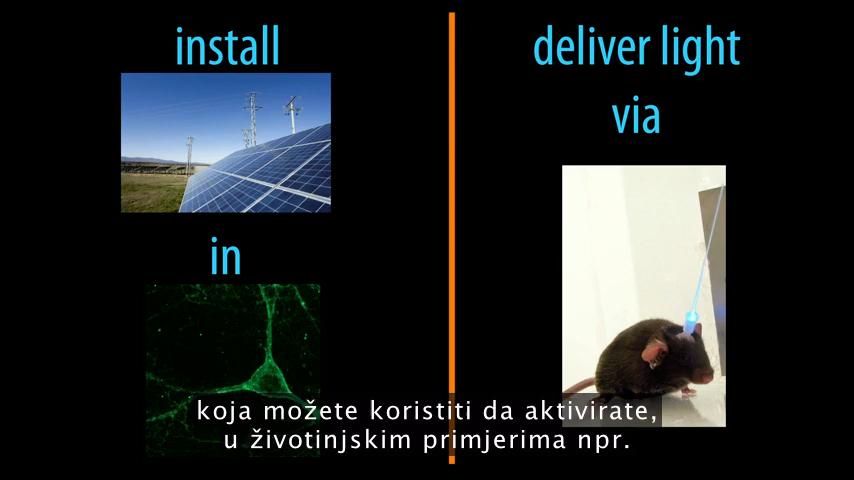 install
in
deliver light
via
koja možete koristiti da aktivirate,
u životinjskim primjerima npr.